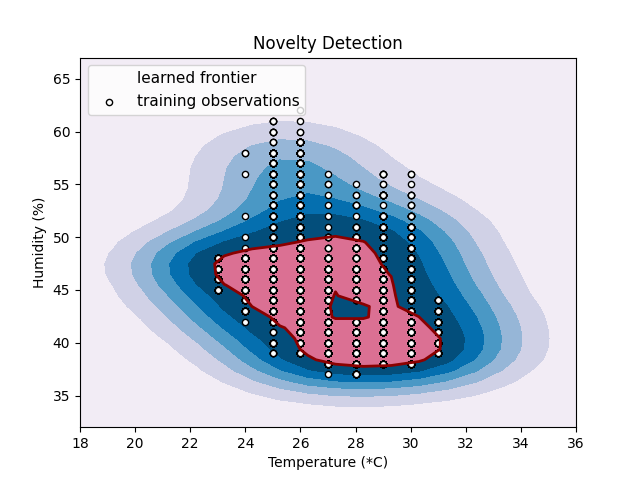 Novelty Detection
learned frontier
training observations
65
60
55
50
45
40
35
Humidity (%)
18 20 22 24 26 28 30 32 34 36
Temperature (*C)